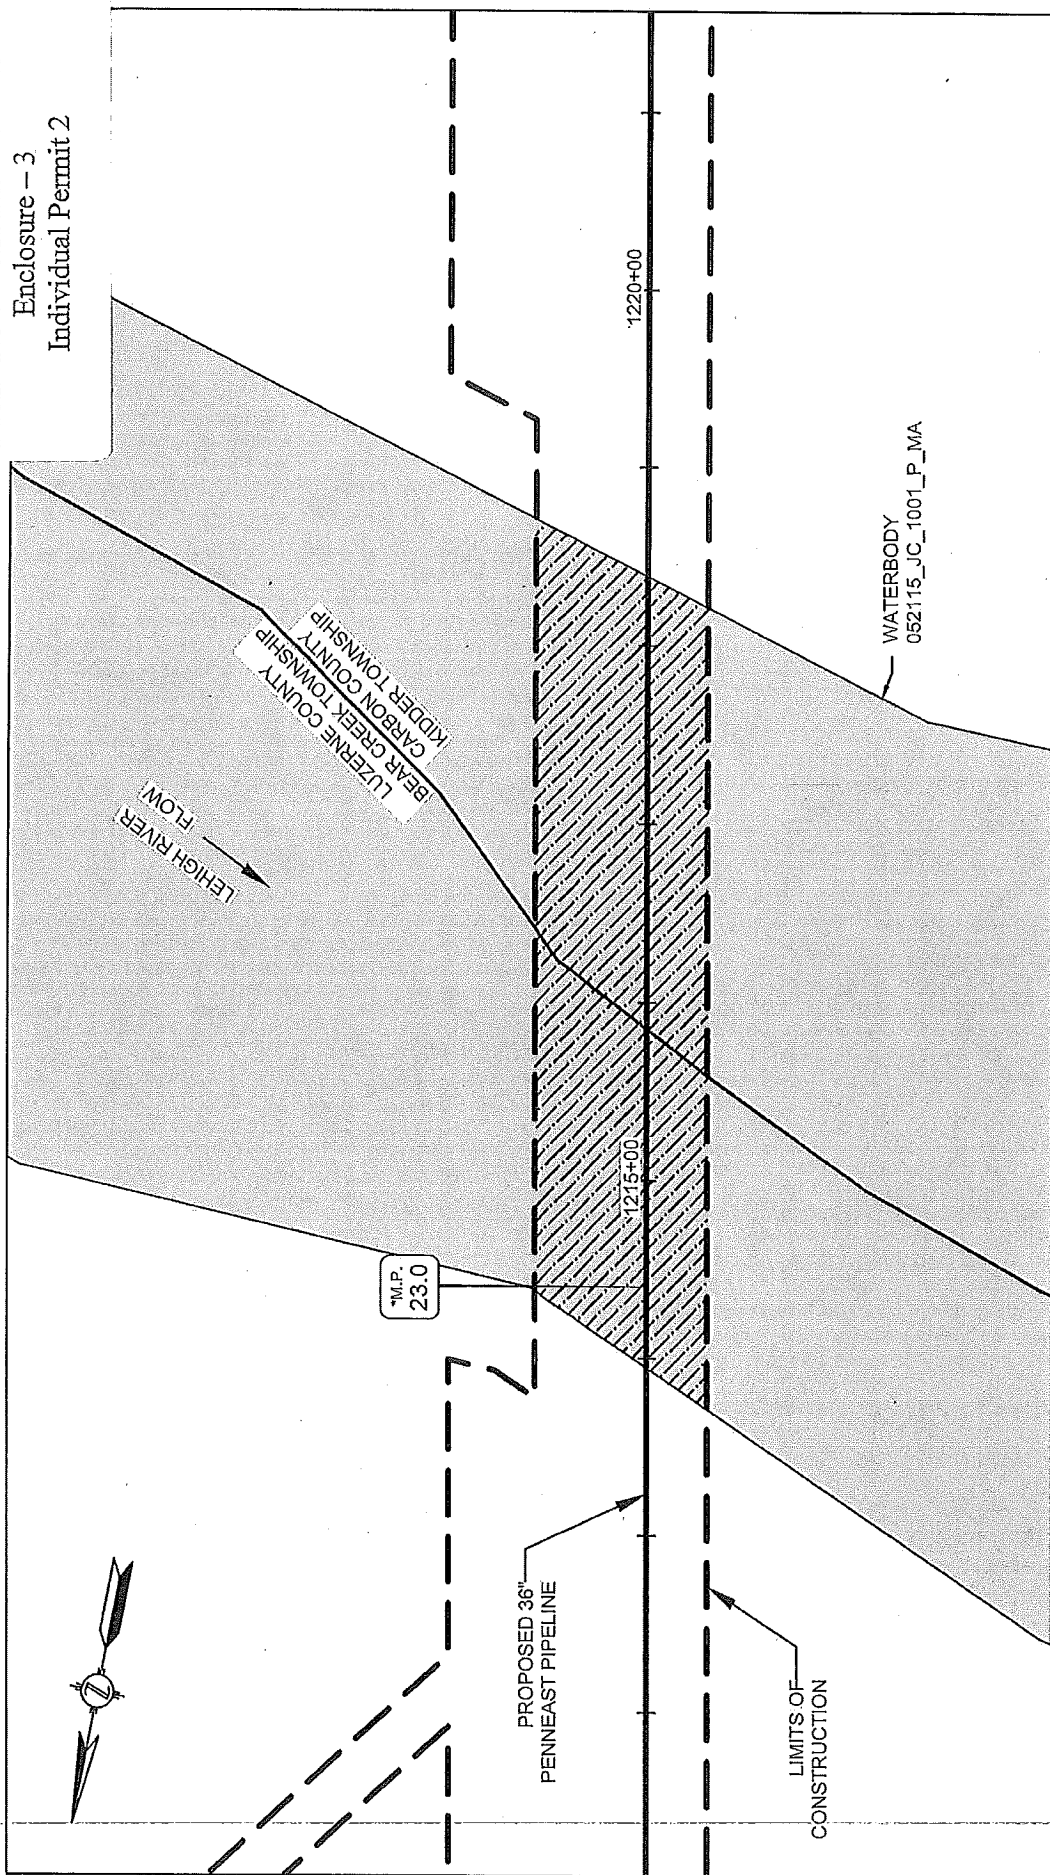 Enclosure – 3
Individual Permit 2
LEHIGH RIVER
FLOW
LUZERNE COUNTY
BEAR CREEK TOWNSHIP
CARBON COUNTY
KIDDER TOWNSHIP
*M.P.
23.0
1215+00
1220+00
PROPOSED 36"
PENNEAST PIPELINE
LIMITS OF
CONSTRUCTION
WATERBODY
052115_JC_1001_P_MA
Z